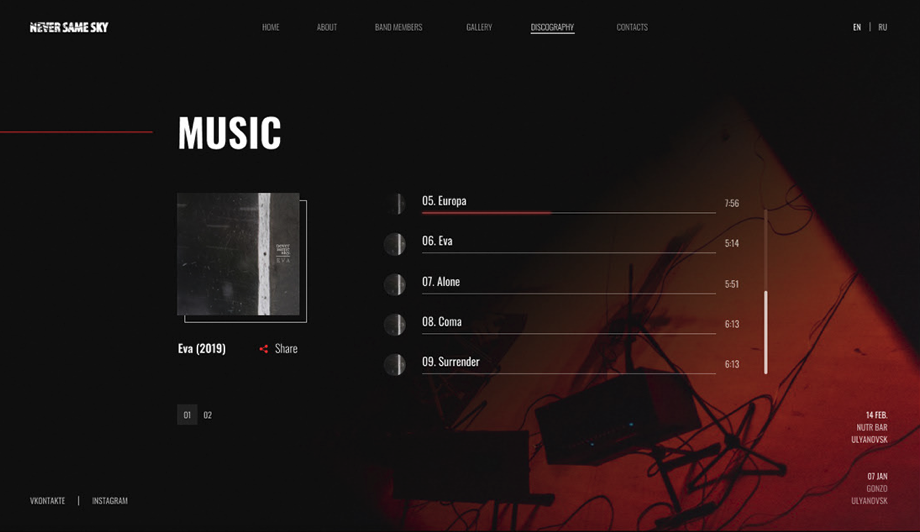 NEVER SAME SKY
HOME ABOUT BAND MEMBERS GALLERY DISCOGRAPHY CONTACTS
EN | RU
MUSIC
05. Europa 7:56
06. Eva 5:14
07. Alone 5:51
08. Coma 6:13
09. Surrender 6:13
Eva (2019) Share
01 02
14 FEB.
NUTR BAR
ULYANOVSK
07 JAN
GONZO
ULYANOVSK
VKONTAKTE | INSTAGRAM